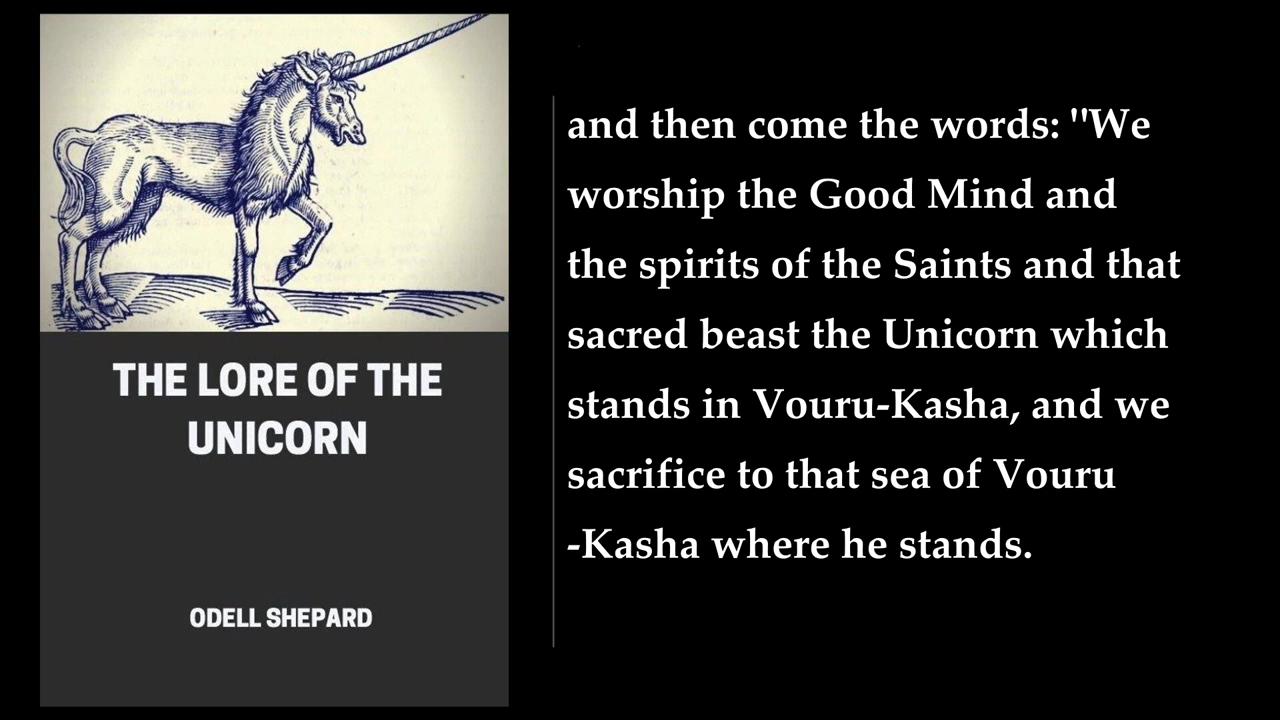 THE LORE OF THE
UNICORN
ODELL SHEPARD
and then come the words: "We
worship the Good Mind and
the spirits of the Saints and that
sacred beast the Unicorn which
stands in Vouru-Kasha, and we
sacrifice to that sea of Vouru
-Kasha where he stands.